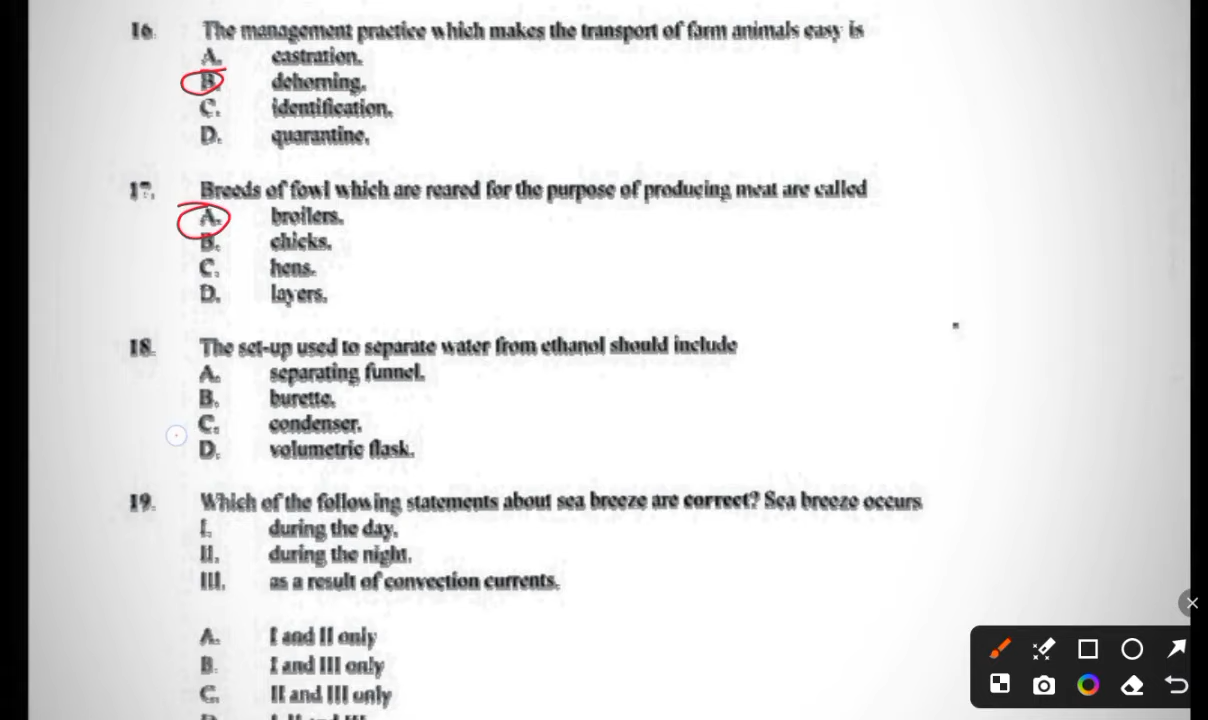 16. The management practice which makes the transport of farm animals easy is
A. castration.
B. dehorning.
C. identification.
D. quarantine.
17. Breeds of fowl which are reared for the purpose of producing meat are called
A. broilers.
B. chicks.
C. hens.
D. layers.
18. The set-up used to separate water from ethanol should include
A. separating funnel.
B. burette.
C. condenser.
D. volumetric flask.
19. Which of the following statements about sea breeze are correct? Sea breeze occurs
I. during the day.
II. during the night.
III. as a result of convection currents.
A. I and II only
B. I and III only
C. II and III only